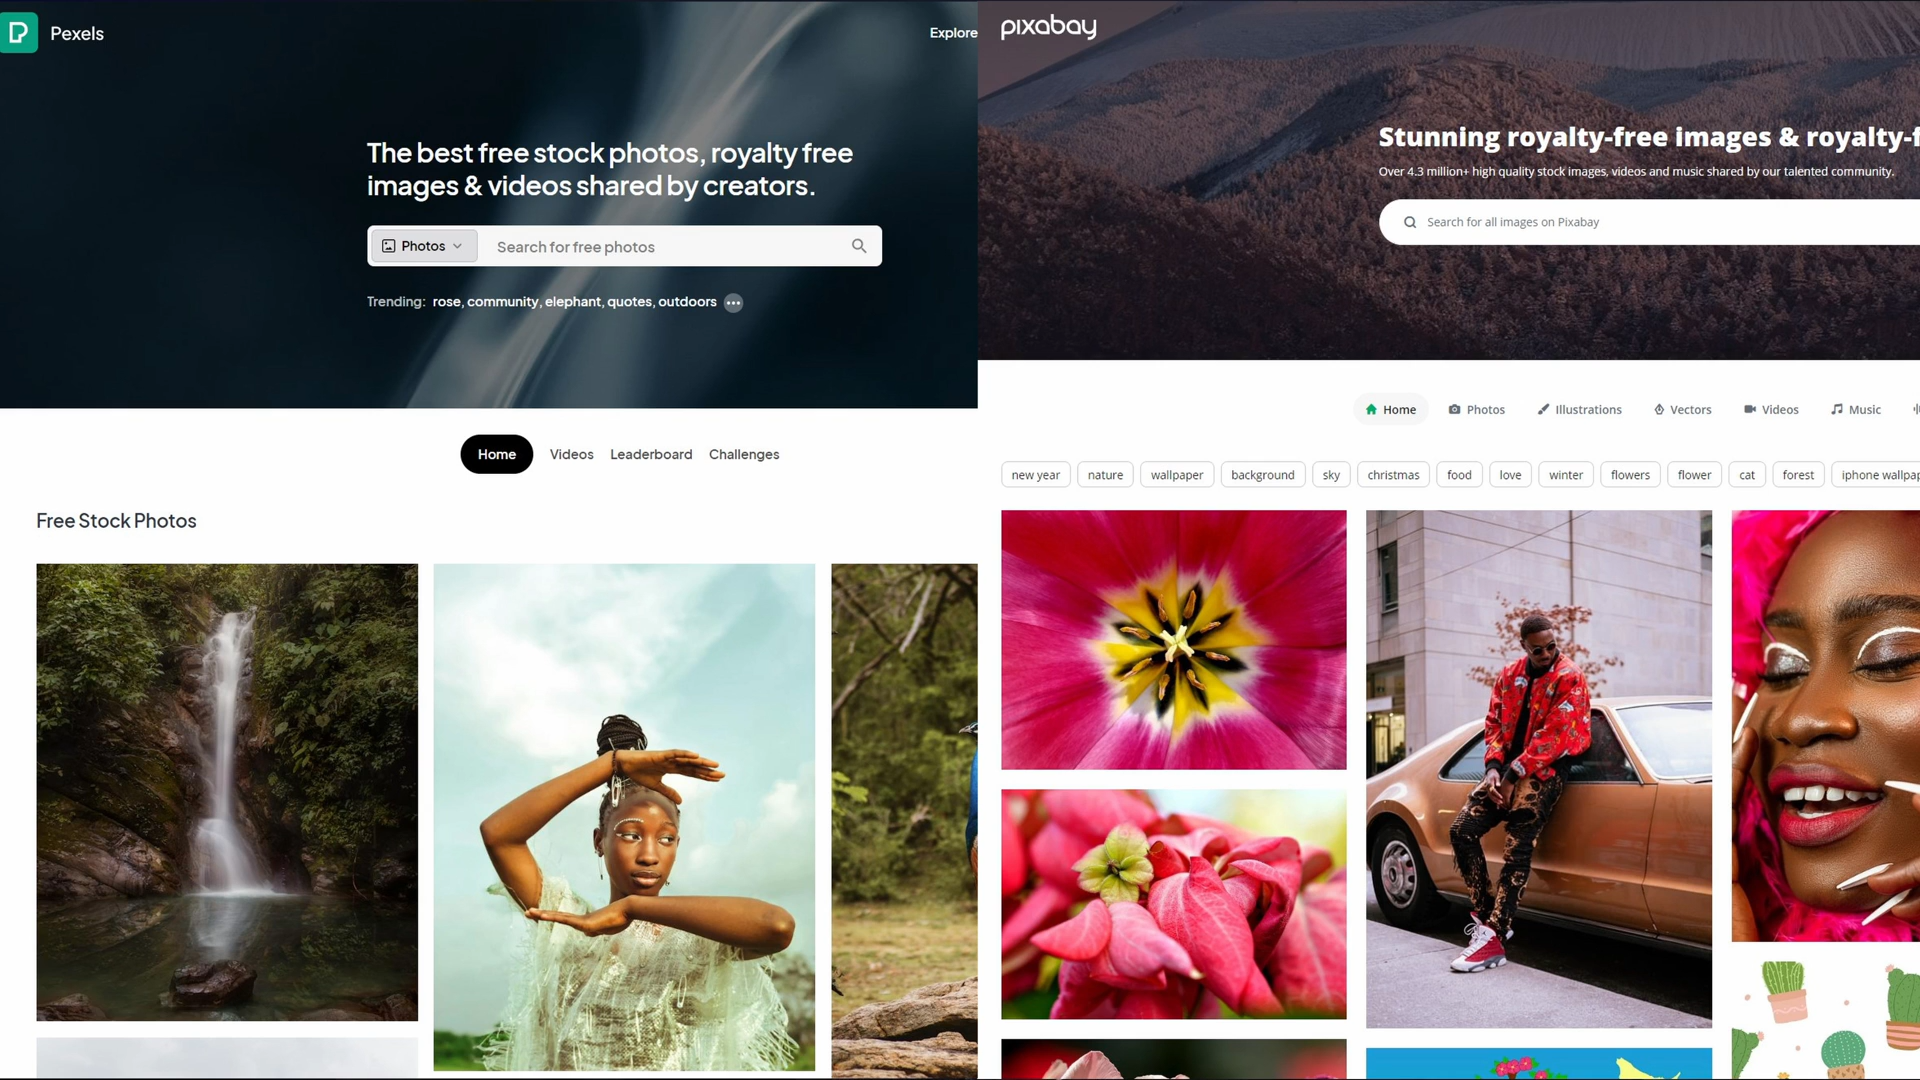 Pexels
Explore
The best free stock photos, royalty free
images & videos shared by creators.
Photos
Search for free photos
Trending: rose, community, elephant, quotes, outdoors
Home
Videos
Leaderboard
Challenges
Free Stock Photos
pixabay
Stunning royalty-free images & royalty-f
Over 4.3 million+ high quality stock images, videos and music shared by our talented community.
Search for all images on Pixabay
Home
Photos
Illustrations
Vectors
Videos
Music
new year
nature
wallpaper
background
sky
christmas
food
love
winter
flowers
flower
cat
forest
iphone wallpap